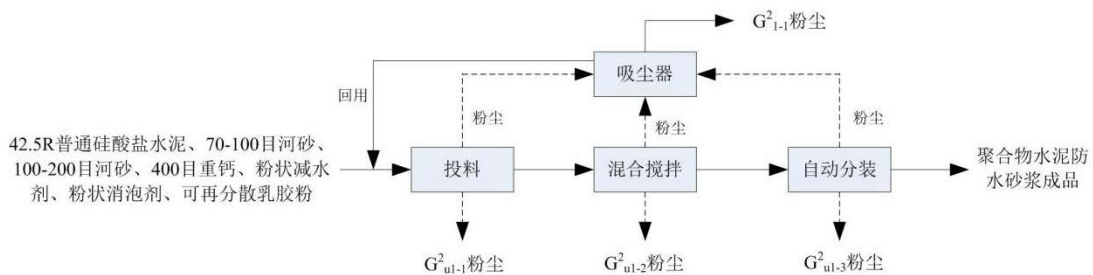 G²₁₋₁粉尘
吸尘器
回用
粉尘
粉尘
粉尘
42.5R普通硅酸盐水泥、70-100目河砂、
100-200目河砂、400目重钙、粉状减水
剂、粉状消泡剂、可再分散乳胶粉
投料
混合搅拌
自动分装
聚合物水泥防
水砂浆成品
G²ᵤ₁₋₁粉尘
G²ᵤ₁₋₂粉尘
G²ᵤ₁₋₃粉尘